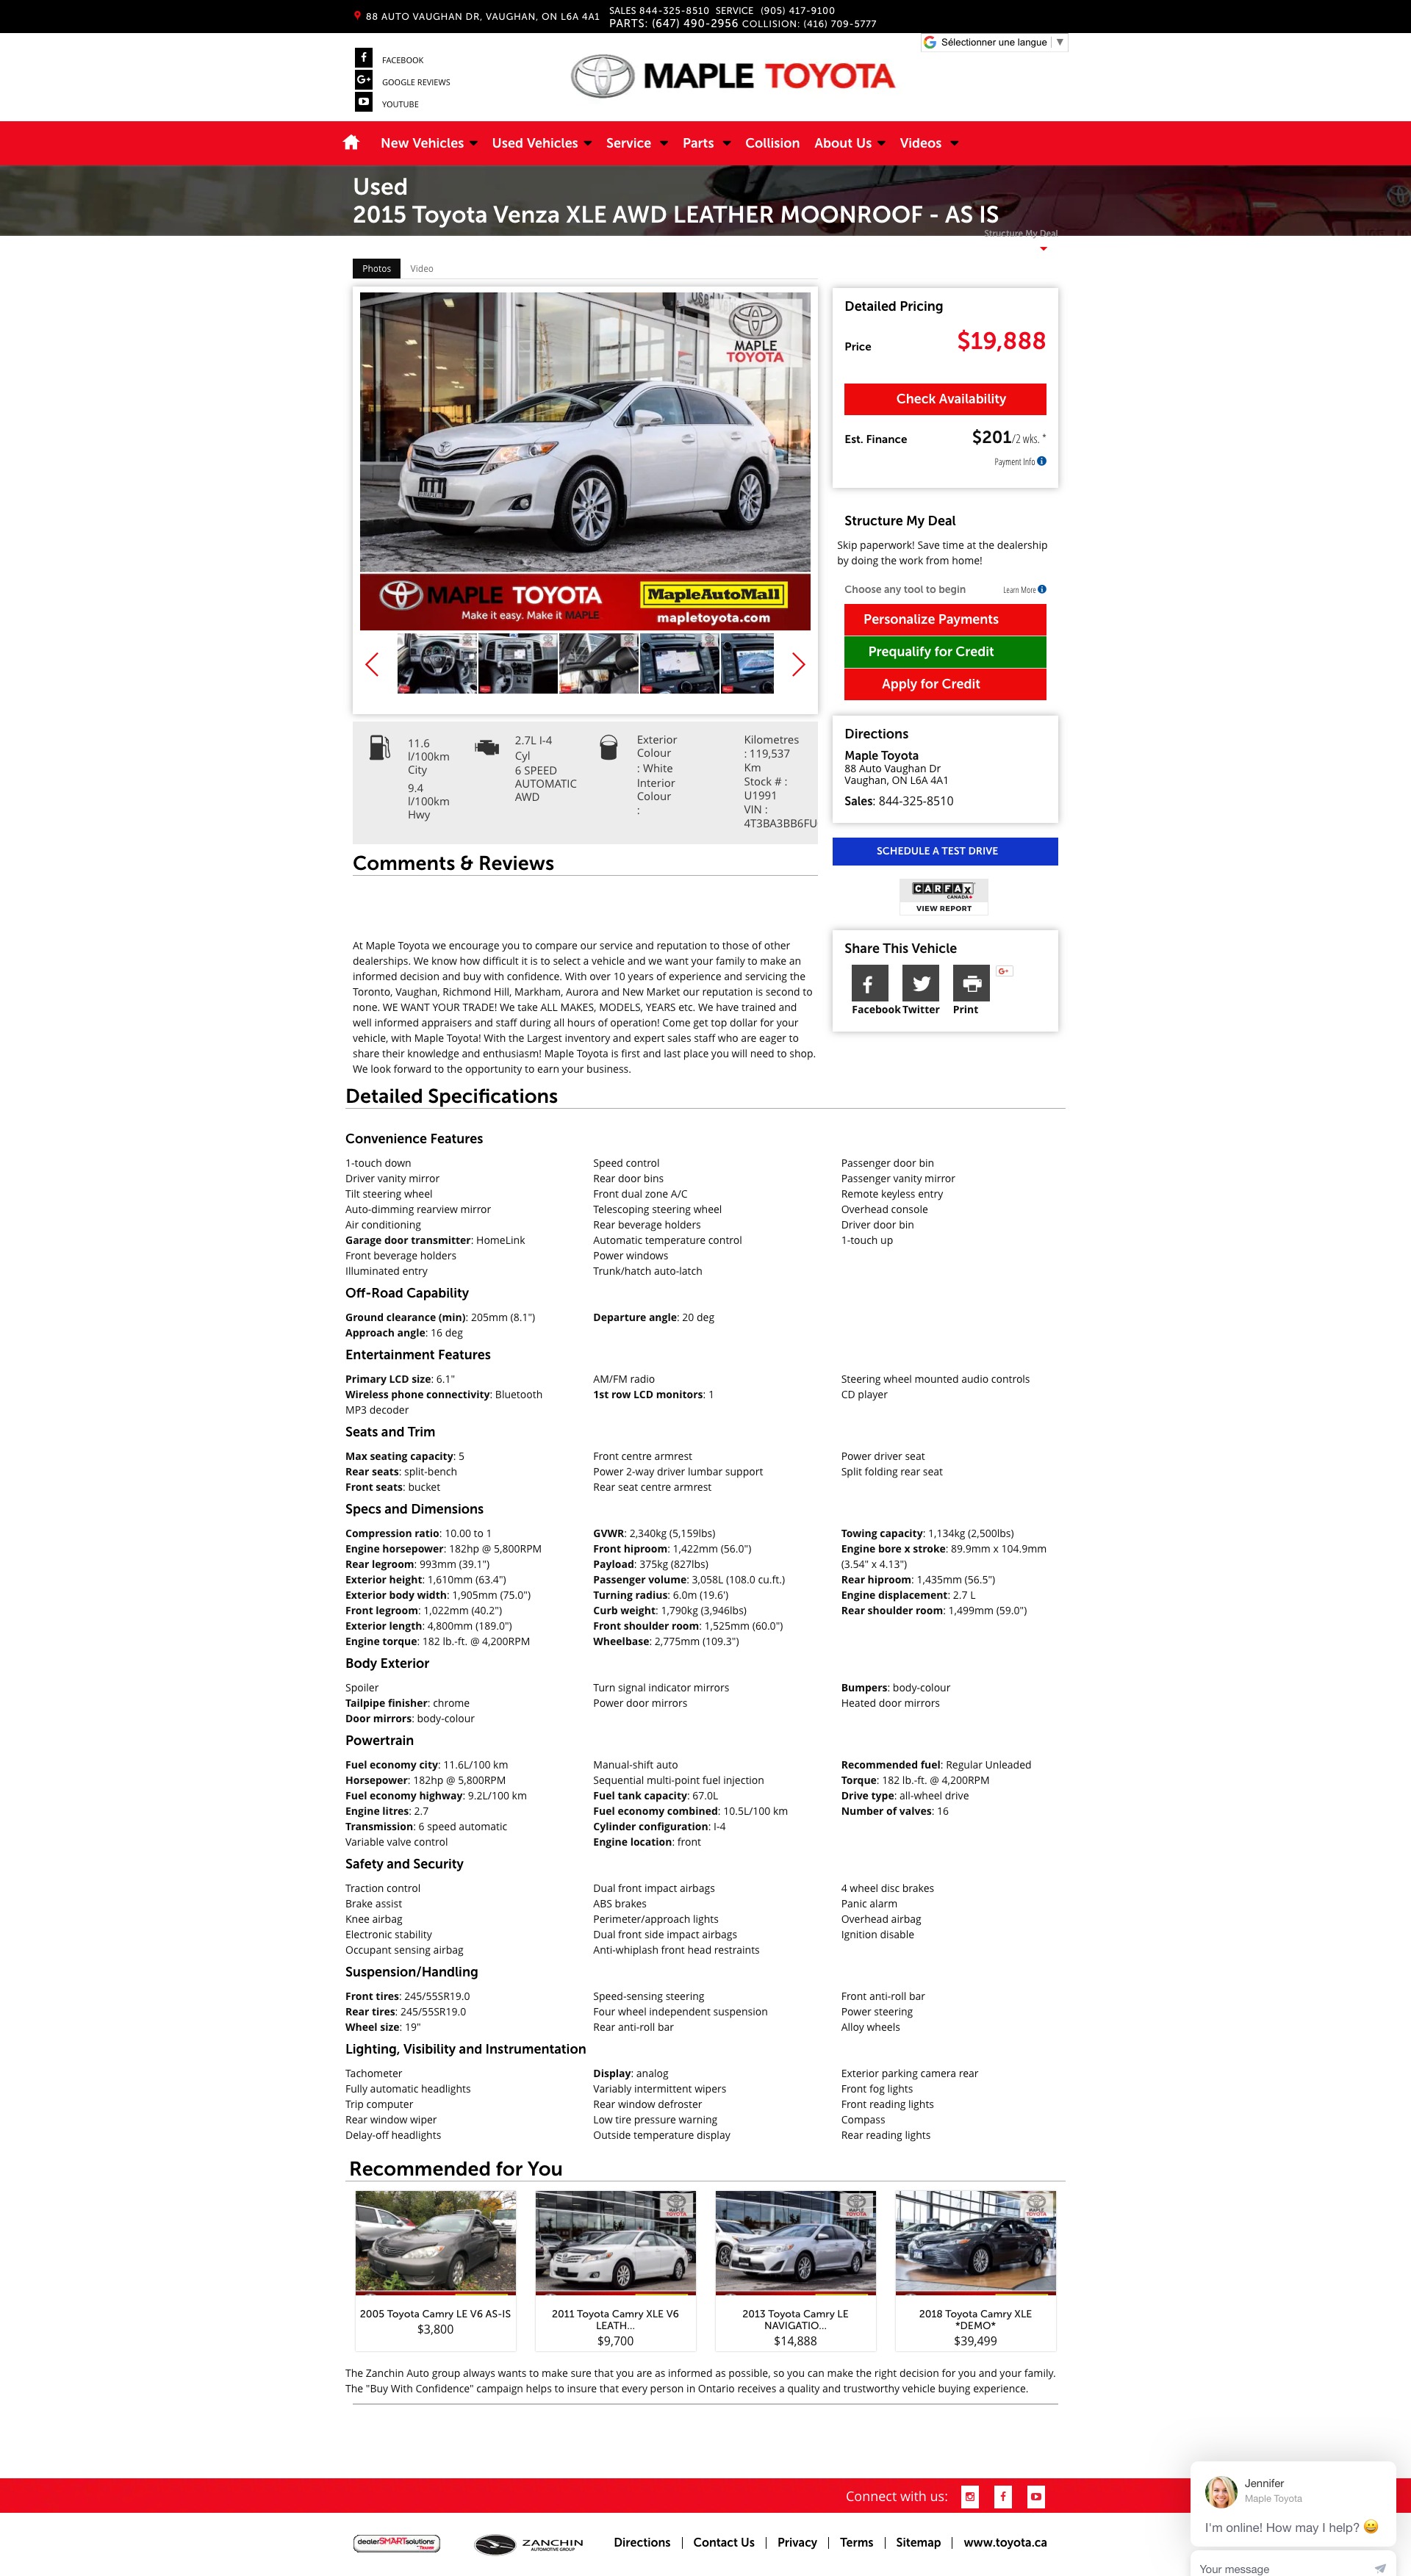 88 AUTO VAUGHAN DR, VAUGHAN, ON L6A 4A1
SALES 844-325-8510 SERVICE (905) 417-9100
PARTS: (647) 490-2956 COLLISION: (416) 709-5777
Sélectionner une langue
FACEBOOK
GOOGLE REVIEWS
YOUTUBE
MAPLE TOYOTA
New Vehicles Used Vehicles Service Parts Collision About Us Videos
Used
2015 Toyota Venza XLE AWD LEATHER MOONROOF - AS IS
Structure My Deal
Photos Video
MAPLE
TOYOTA
MAPLE TOYOTA
Make it easy. Make it MAPLE
MapleAutoMall
mapletoyota.com
11.6
l/100km
City
9.4
l/100km
Hwy
2.7L I-4
Cyl
6 SPEED
AUTOMATIC
AWD
Exterior
Colour
: White
Interior
Colour
:
Kilometres
: 119,537
Km
Stock # :
U1991
VIN :
4T3BA3BB6FU
Detailed Pricing
Price $19,888
Check Availability
Est. Finance $201/2 wks. *
Payment Info
Structure My Deal
Skip paperwork! Save time at the dealership
by doing the work from home!
Choose any tool to begin Learn More
Personalize Payments
Prequalify for Credit
Apply for Credit
Directions
Maple Toyota
88 Auto Vaughan Dr
Vaughan, ON L6A 4A1
Sales: 844-325-8510
SCHEDULE A TEST DRIVE
CARFAX
CANADA
VIEW REPORT
Share This Vehicle
G+
Facebook Twitter Print
Comments & Reviews
At Maple Toyota we encourage you to compare our service and reputation to those of other
dealerships. We know how difficult it is to select a vehicle and we want your family to make an
informed decision and buy with confidence. With over 10 years of experience and servicing the
Toronto, Vaughan, Richmond Hill, Markham, Aurora and New Market our reputation is second to
none. WE WANT YOUR TRADE! We take ALL MAKES, MODELS, YEARS etc. We have trained and
well informed appraisers and staff during all hours of operation! Come get top dollar for your
vehicle, with Maple Toyota! With the Largest inventory and expert sales staff who are eager to
share their knowledge and enthusiasm! Maple Toyota is first and last place you will need to shop.
We look forward to the opportunity to earn your business.
Detailed Specifications
Convenience Features
1-touch down Speed control Passenger door bin
Driver vanity mirror Rear door bins Passenger vanity mirror
Tilt steering wheel Front dual zone A/C Remote keyless entry
Auto-dimming rearview mirror Telescoping steering wheel Overhead console
Air conditioning Rear beverage holders Driver door bin
Garage door transmitter: HomeLink Automatic temperature control 1-touch up
Front beverage holders Power windows
Illuminated entry Trunk/hatch auto-latch
Off-Road Capability
Ground clearance (min): 205mm (8.1") Departure angle: 20 deg
Approach angle: 16 deg
Entertainment Features
Primary LCD size: 6.1" AM/FM radio Steering wheel mounted audio controls
Wireless phone connectivity: Bluetooth 1st row LCD monitors: 1 CD player
MP3 decoder
Seats and Trim
Max seating capacity: 5 Front centre armrest Power driver seat
Rear seats: split-bench Power 2-way driver lumbar support Split folding rear seat
Front seats: bucket Rear seat centre armrest
Specs and Dimensions
Compression ratio: 10.00 to 1 GVWR: 2,340kg (5,159lbs) Towing capacity: 1,134kg (2,500lbs)
Engine horsepower: 182hp @ 5,800RPM Front hiproom: 1,422mm (56.0") Engine bore x stroke: 89.9mm x 104.9mm
Rear legroom: 993mm (39.1") Payload: 375kg (827lbs) (3.54" x 4.13")
Exterior height: 1,610mm (63.4") Passenger volume: 3,058L (108.0 cu.ft.) Rear hiproom: 1,435mm (56.5")
Exterior body width: 1,905mm (75.0") Turning radius: 6.0m (19.6') Engine displacement: 2.7 L
Front legroom: 1,022mm (40.2") Curb weight: 1,790kg (3,946lbs) Rear shoulder room: 1,499mm (59.0")
Exterior length: 4,800mm (189.0") Front shoulder room: 1,525mm (60.0")
Engine torque: 182 lb.-ft. @ 4,200RPM Wheelbase: 2,775mm (109.3")
Body Exterior
Spoiler Turn signal indicator mirrors Bumpers: body-colour
Tailpipe finisher: chrome Power door mirrors Heated door mirrors
Door mirrors: body-colour
Powertrain
Fuel economy city: 11.6L/100 km Manual-shift auto Recommended fuel: Regular Unleaded
Horsepower: 182hp @ 5,800RPM Sequential multi-point fuel injection Torque: 182 lb.-ft. @ 4,200RPM
Fuel economy highway: 9.2L/100 km Fuel tank capacity: 67.0L Drive type: all-wheel drive
Engine litres: 2.7 Fuel economy combined: 10.5L/100 km Number of valves: 16
Transmission: 6 speed automatic Cylinder configuration: I-4
Variable valve control Engine location: front
Safety and Security
Traction control Dual front impact airbags 4 wheel disc brakes
Brake assist ABS brakes Panic alarm
Knee airbag Perimeter/approach lights Overhead airbag
Electronic stability Dual front side impact airbags Ignition disable
Occupant sensing airbag Anti-whiplash front head restraints
Suspension/Handling
Front tires: 245/55SR19.0 Speed-sensing steering Front anti-roll bar
Rear tires: 245/55SR19.0 Four wheel independent suspension Power steering
Wheel size: 19" Rear anti-roll bar Alloy wheels
Lighting, Visibility and Instrumentation
Tachometer Display: analog Exterior parking camera rear
Fully automatic headlights Variably intermittent wipers Front fog lights
Trip computer Rear window defroster Front reading lights
Rear window wiper Low tire pressure warning Compass
Delay-off headlights Outside temperature display Rear reading lights
Recommended for You
2005 Toyota Camry LE V6 AS-IS
$3,800
2011 Toyota Camry XLE V6
LEATH...
$9,700
2013 Toyota Camry LE
NAVIGATIO...
$14,888
2018 Toyota Camry XLE
*DEMO*
$39,499
The Zanchin Auto group always wants to make sure that you are as informed as possible, so you can make the right decision for you and your family.
The "Buy With Confidence" campaign helps to insure that every person in Ontario receives a quality and trustworthy vehicle buying experience.
Connect with us:
dealerSMARTsolutions
ZANCHIN
AUTOMOTIVE GROUP
Directions | Contact Us | Privacy | Terms | Sitemap | www.toyota.ca
Jennifer
Maple Toyota
I'm online! How may I help? 😀
Your message